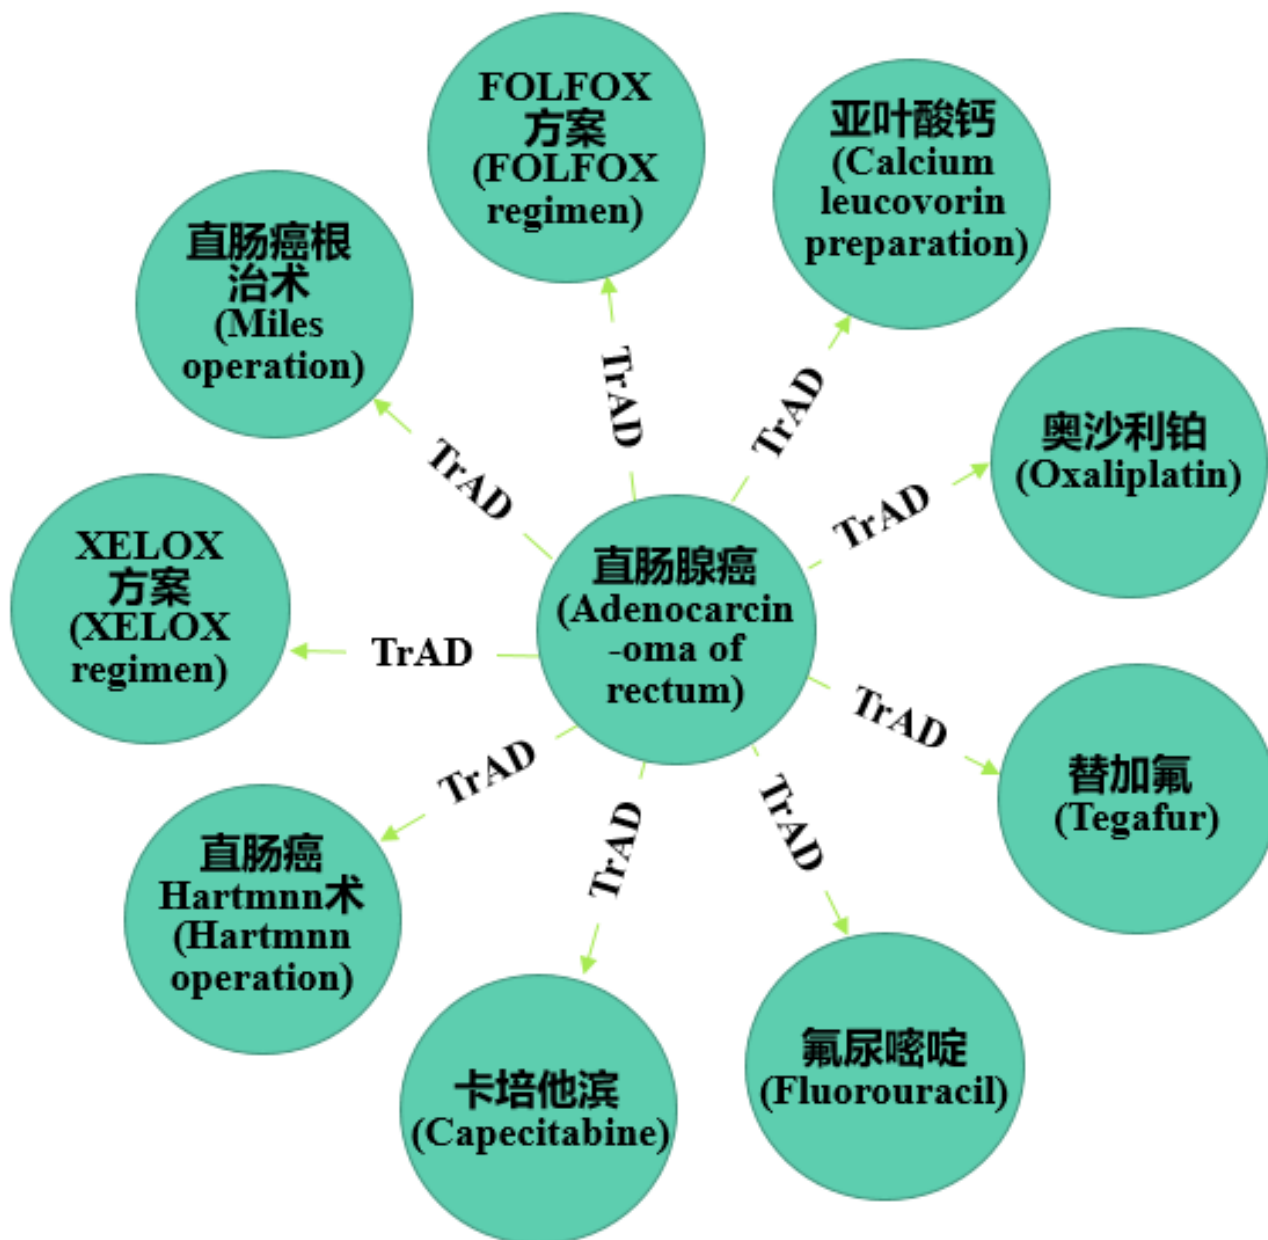 FOLFOX
方案
(FOLFOX
regimen)
亚叶酸钙
(Calcium
leucovorin
preparation)
直肠癌根
治术
(Miles
operation)
奥沙利铂
(Oxaliplatin)
XELOX
方案
(XELOX
regimen)
直肠腺癌
(Adenocarcin
-oma of
rectum)
替加氟
(Tegafur)
直肠癌
Hartmnn术
(Hartmnn
operation)
卡培他滨
(Capecitabine)
氟尿嘧啶
(Fluorouracil)
TrAD
TrAD
TrAD
TrAD
TrAD
TrAD
TrAD
TrAD
TrAD